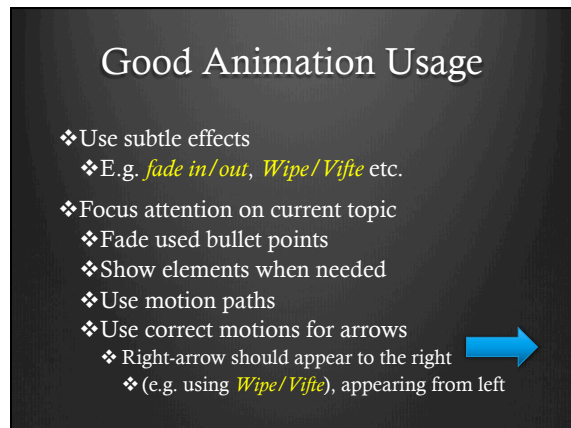 Good Animation Usage
❖Use subtle effects
❖E.g. fade in/out, Wipe/Vifte etc.
❖Focus attention on current topic
❖Fade used bullet points
❖Show elements when needed
❖Use motion paths
❖Use correct motions for arrows
❖ Right-arrow should appear to the right
❖ (e.g. using Wipe/Vifte), appearing from left